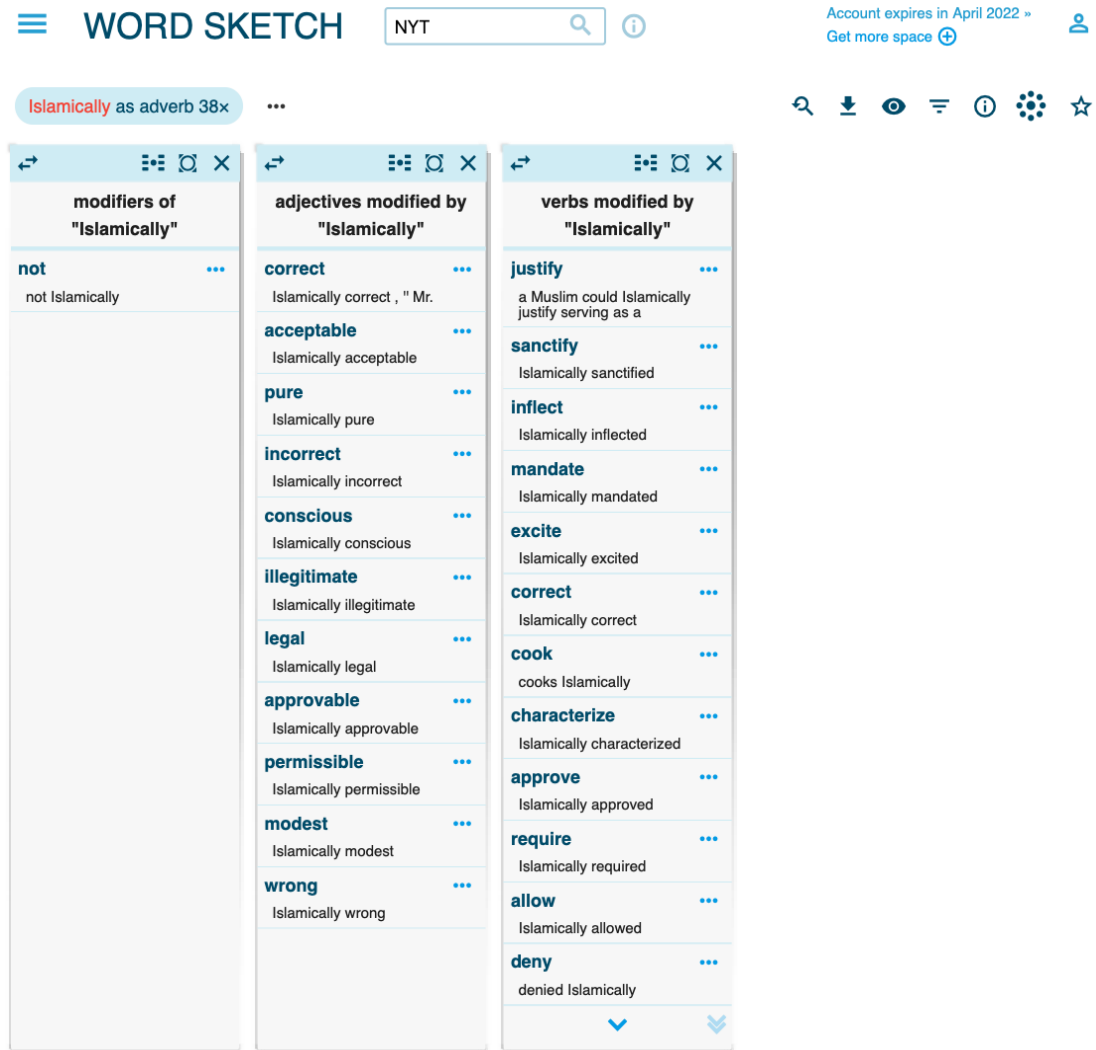 WORD SKETCH
NYT
Account expires in April 2022 »
Get more space
Islamically as adverb 38×
modifiers of
"Islamically"
not
not Islamically
adjectives modified by
"Islamically"
correct
Islamically correct , " Mr.
acceptable
Islamically acceptable
pure
Islamically pure
incorrect
Islamically incorrect
conscious
Islamically conscious
illegitimate
Islamically illegitimate
legal
Islamically legal
approvable
Islamically approvable
permissible
Islamically permissible
modest
Islamically modest
wrong
Islamically wrong
verbs modified by
"Islamically"
justify
a Muslim could Islamically
justify serving as a
sanctify
Islamically sanctified
inflect
Islamically inflected
mandate
Islamically mandated
excite
Islamically excited
correct
Islamically correct
cook
cooks Islamically
characterize
Islamically characterized
approve
Islamically approved
require
Islamically required
allow
Islamically allowed
deny
denied Islamically